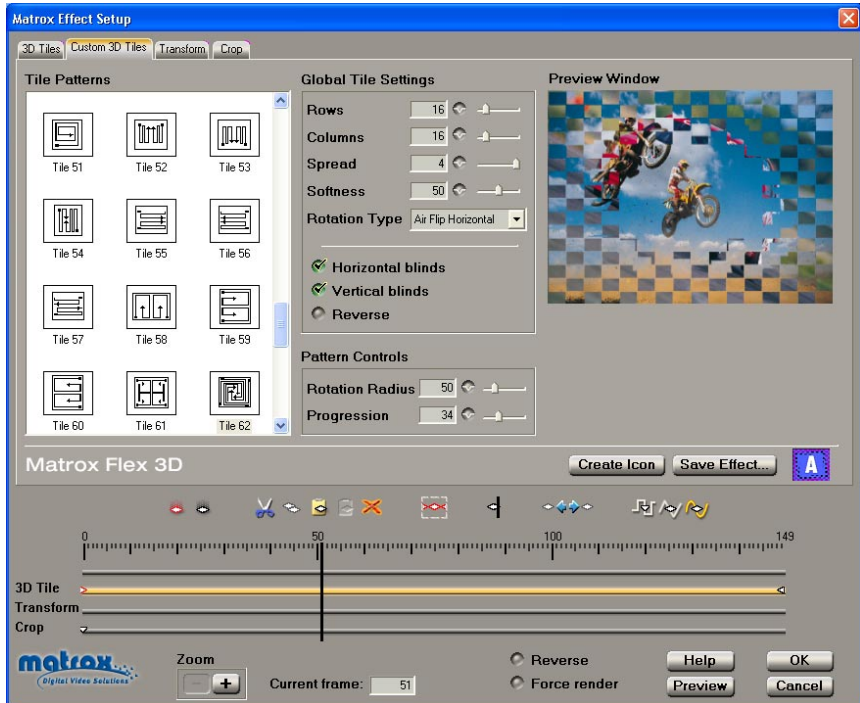 Matrox Effect Setup
3D Tiles Custom 3D Tiles Transform Crop
Tile Patterns
Tile 51 Tile 52 Tile 53
Tile 54 Tile 55 Tile 56
Tile 57 Tile 58 Tile 59
Tile 60 Tile 61 Tile 62
Global Tile Settings
Rows 16
Columns 16
Spread 4
Softness 50
Rotation Type Air Flip Horizontal
Horizontal blinds
Vertical blinds
Reverse
Pattern Controls
Rotation Radius 50
Progression 34
Preview Window
Matrox Flex 3D
Create Icon Save Effect... A
0 50 100 149
3D Tile
Transform
Crop
matrox
Digital Video Solutions
Zoom
Current frame: 51
Reverse
Force render
Help OK
Preview Cancel